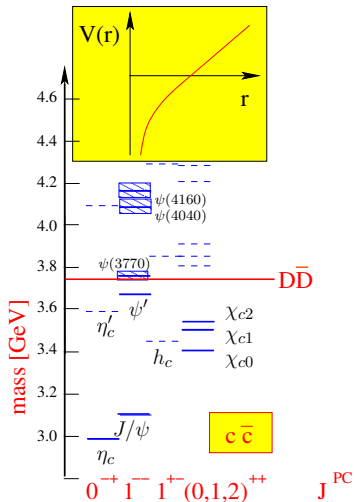 V(r)
r
4.6
4.4
4.2
ψ(4160)
ψ(4040)
4.0
ψ(3770)
3.8
DD̅
ψ′
η′c
3.6
χc2
χc1
3.4
hc
χc0
mass [GeV]
3.2
J/ψ
c c̅
3.0
ηc
0⁻⁺ 1⁻⁻ 1⁺⁻ (0,1,2)⁺⁺ J^PC